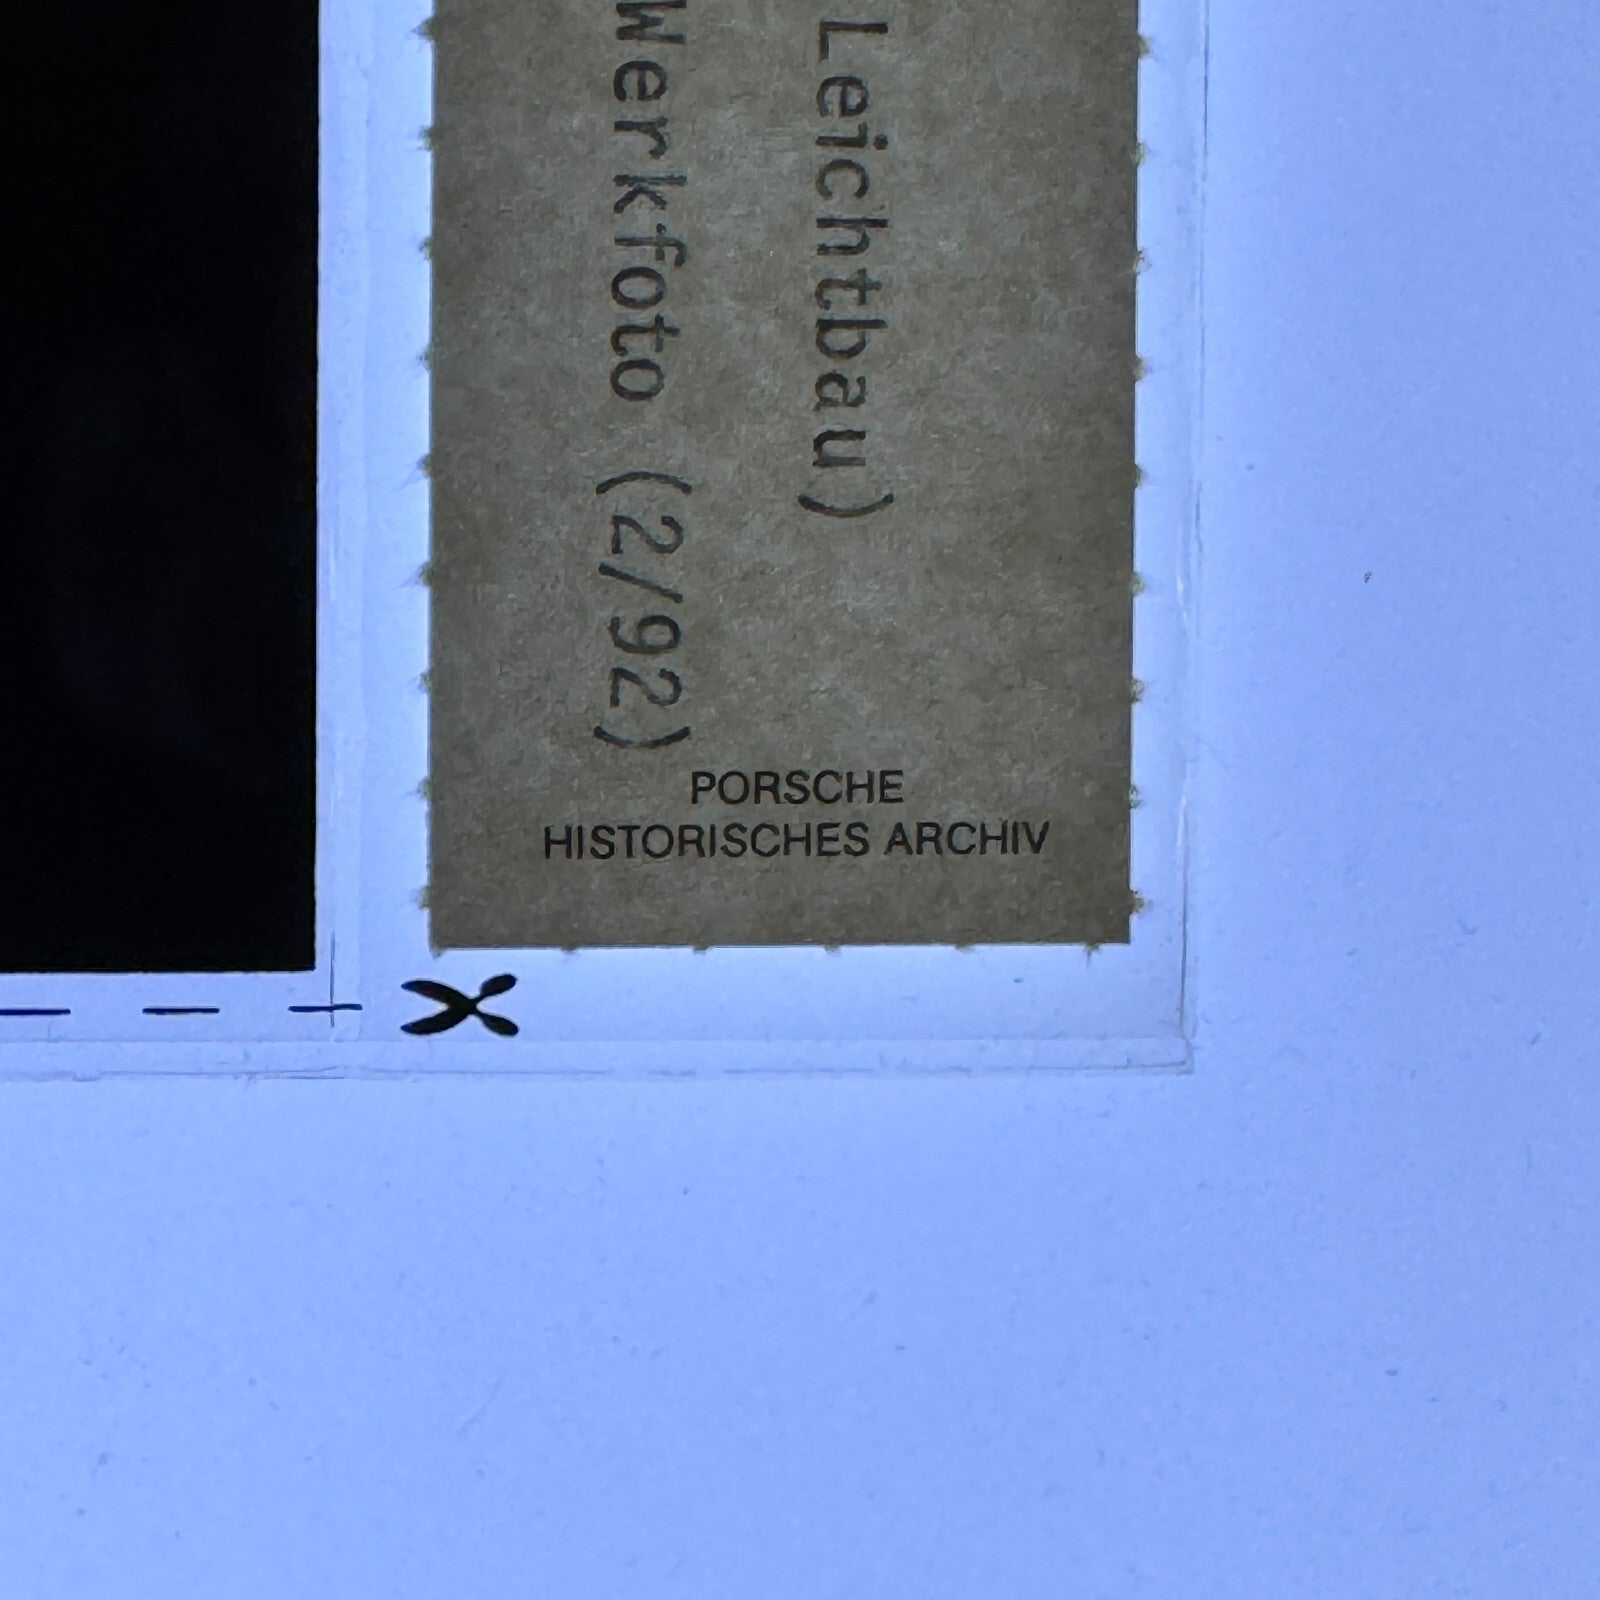 Leichtbau)
Werkfoto (2/92)
PORSCHE
HISTORISCHES ARCHIV